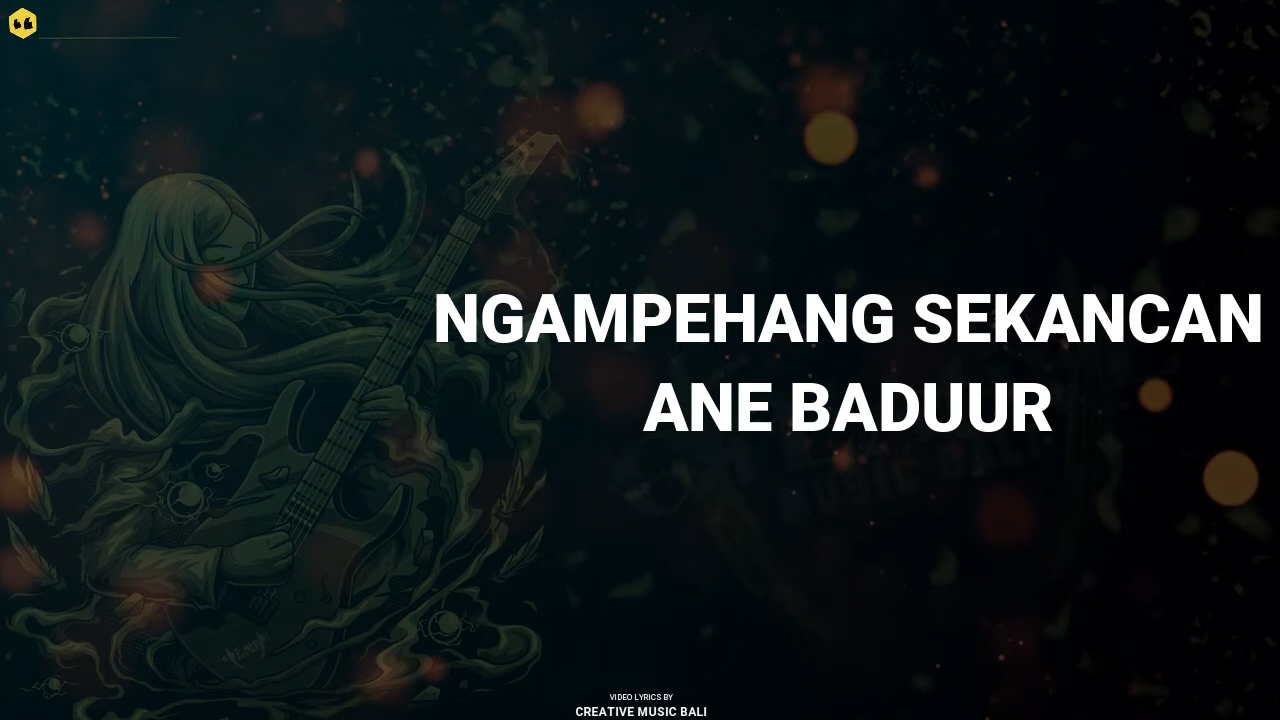 NGAMPEHANG SEKANCAN
ANE BADUUR
VIDEO LYRICS BY
CREATIVE MUSIC BALI